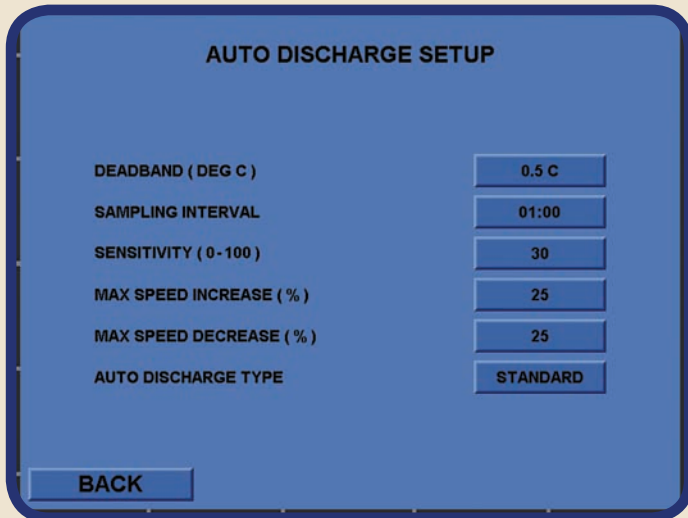 AUTO DISCHARGE SETUP
DEADBAND ( DEG C ) 0.5 C
SAMPLING INTERVAL 01:00
SENSITIVITY ( 0-100 ) 30
MAX SPEED INCREASE ( % ) 25
MAX SPEED DECREASE ( % ) 25
AUTO DISCHARGE TYPE STANDARD
BACK